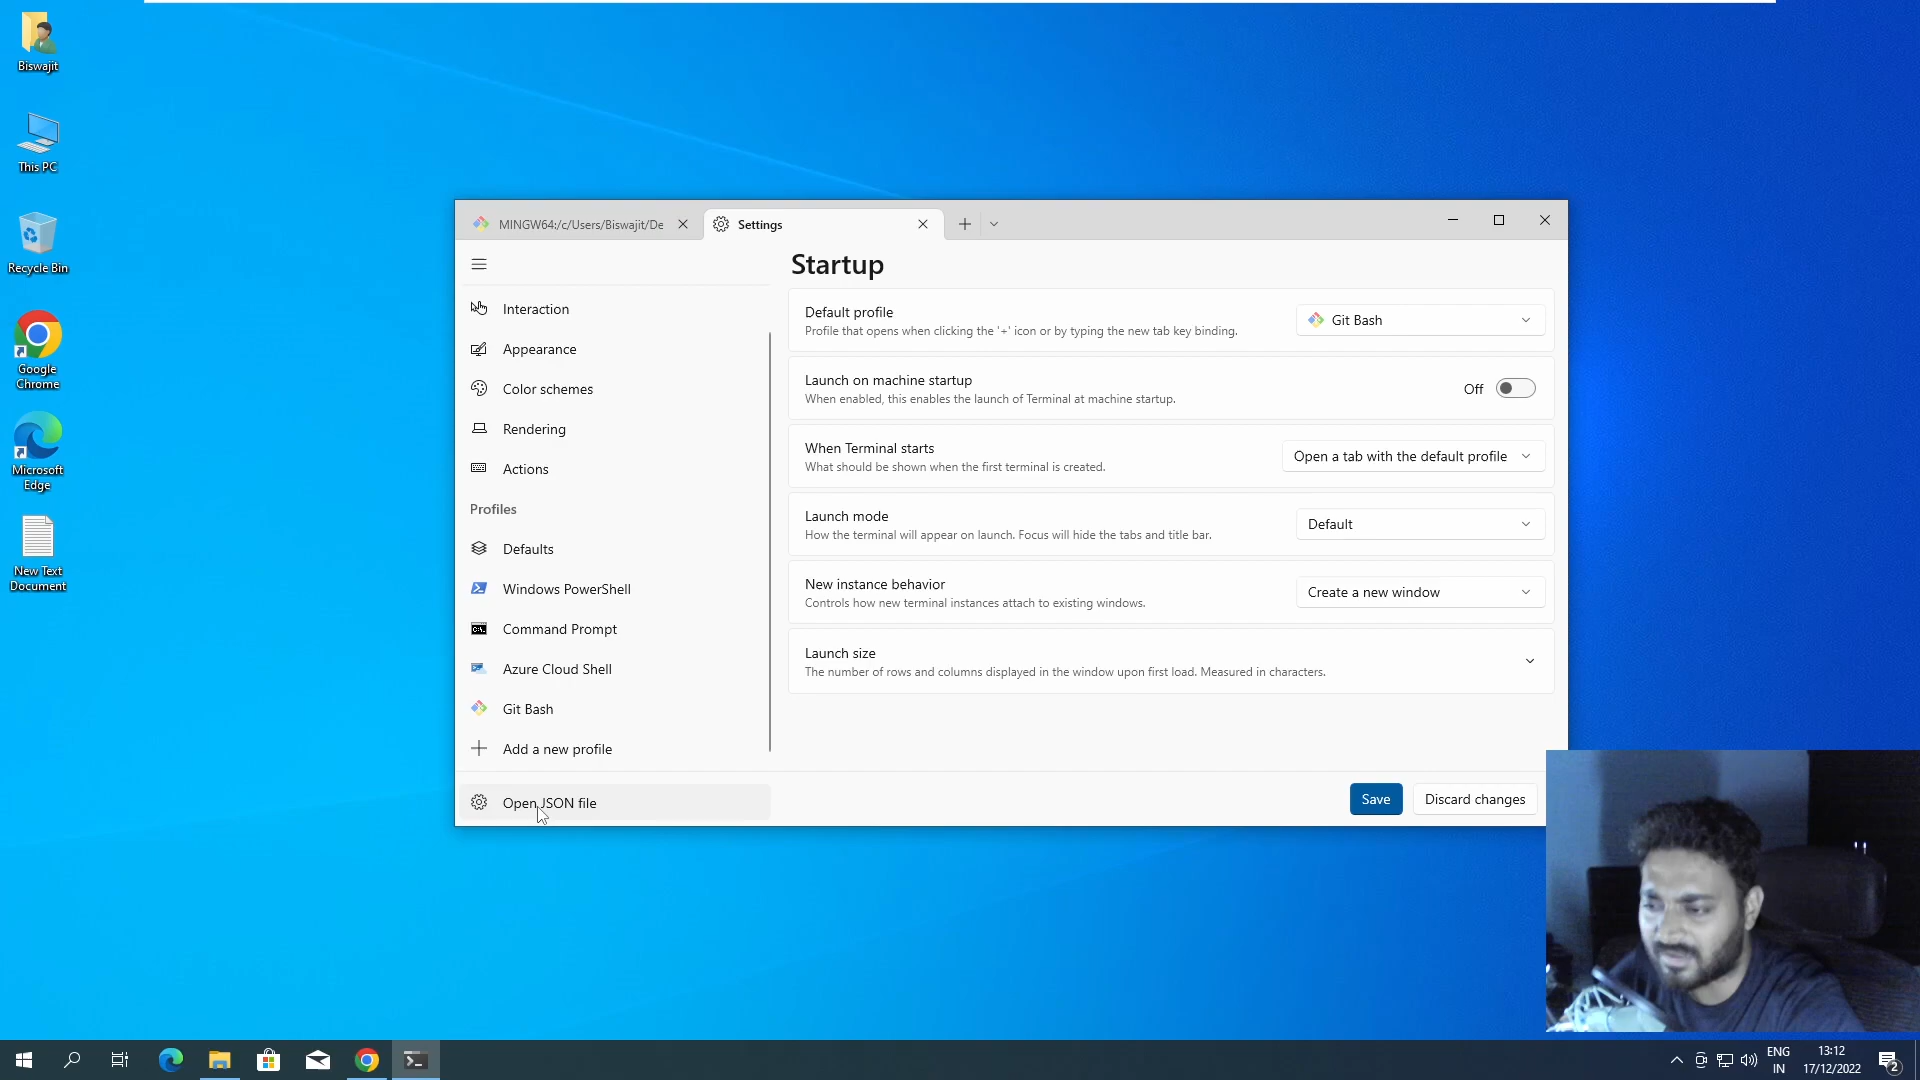 Biswajit
This PC
Recycle Bin
Google
Chrome
Microsoft
Edge
New Text
Document
MINGW64:/c/Users/Biswajit/De
Settings
Interaction
Appearance
Color schemes
Rendering
Actions
Profiles
Defaults
Windows PowerShell
Command Prompt
Azure Cloud Shell
Git Bash
Add a new profile
Open JSON file
Startup
Default profile
Profile that opens when clicking the '+' icon or by typing the new tab key binding.
Git Bash
Launch on machine startup
When enabled, this enables the launch of Terminal at machine startup.
Off
When Terminal starts
What should be shown when the first terminal is created.
Open a tab with the default profile
Launch mode
How the terminal will appear on launch. Focus will hide the tabs and title bar.
Default
New instance behavior
Controls how new terminal instances attach to existing windows.
Create a new window
Launch size
The number of rows and columns displayed in the window upon first load. Measured in characters.
Save
Discard changes
ENG
IN
13:12
17/12/2022
2